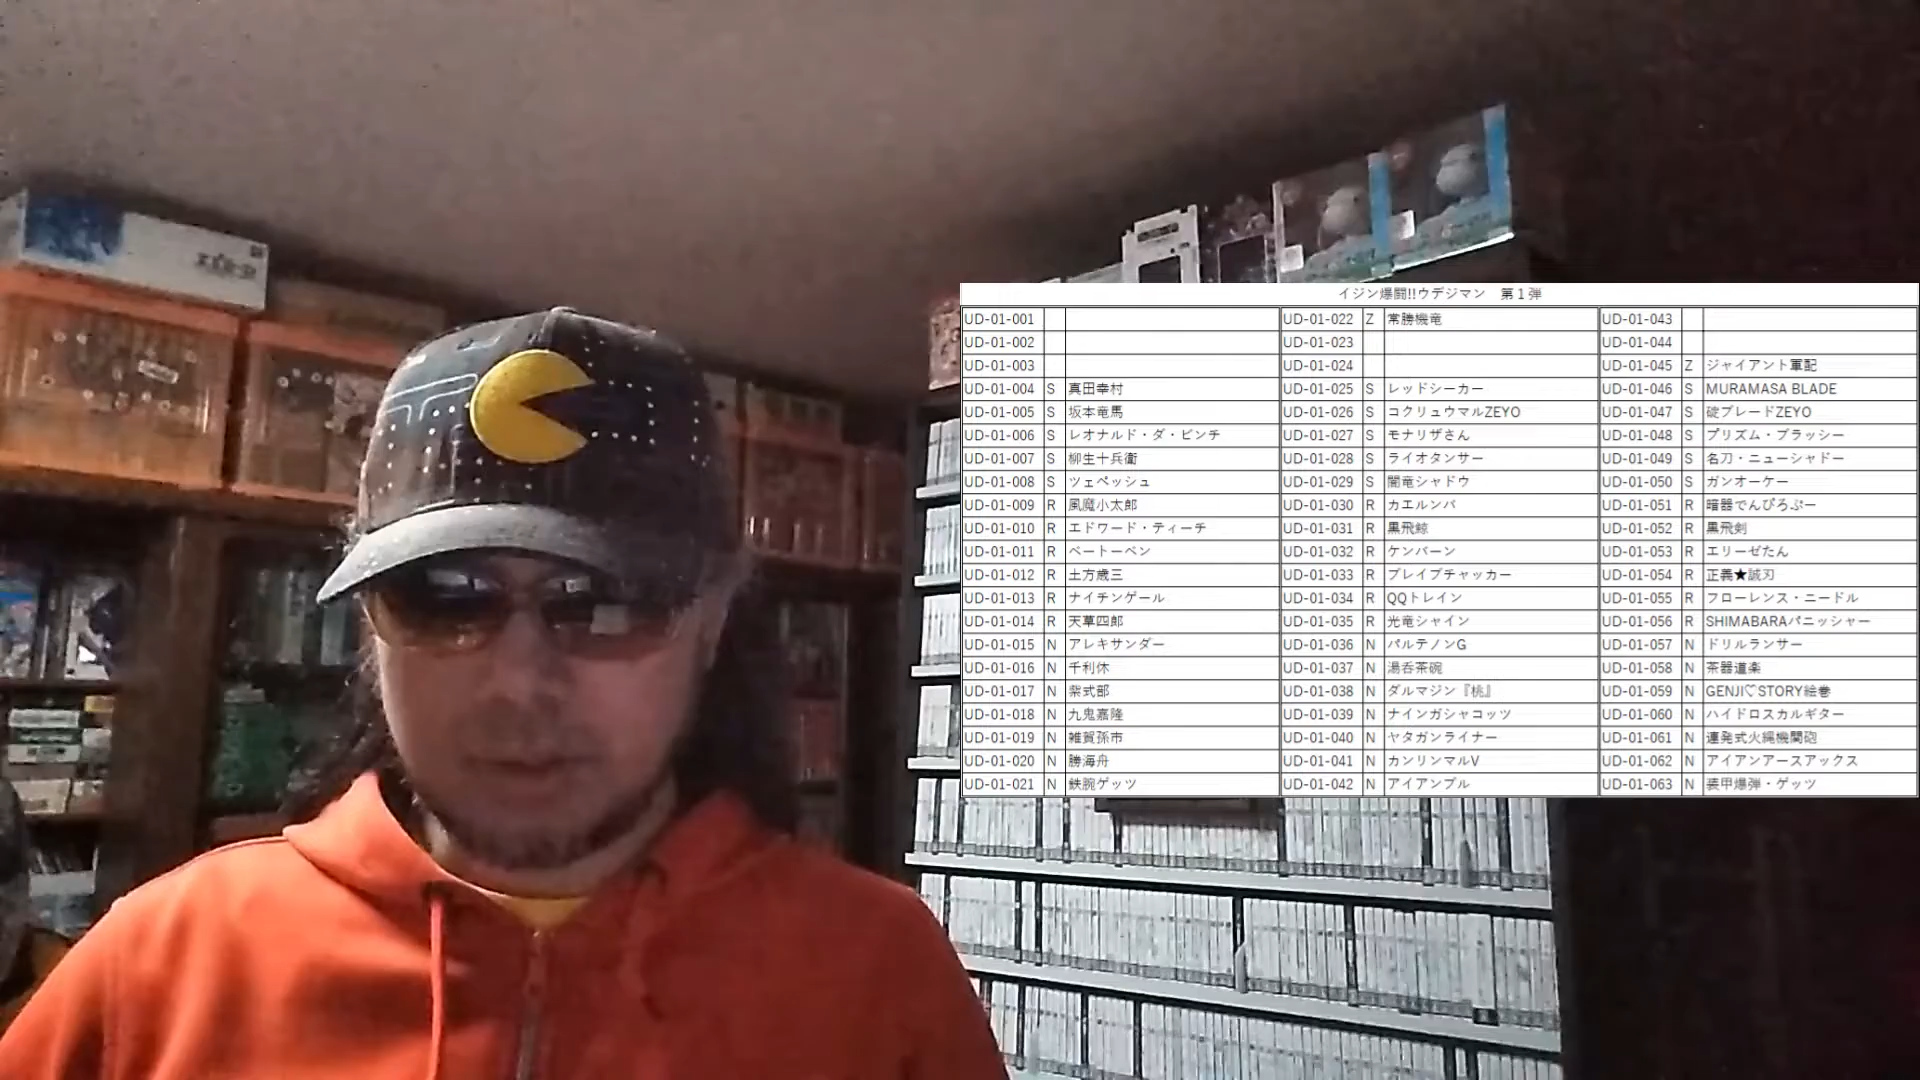 イジン爆闘!!ウデジマン　第１弾
UD-01-001 UD-01-022 Z 常勝機竜 UD-01-043
UD-01-002 UD-01-023 UD-01-044
UD-01-003 UD-01-024 UD-01-045 Z ジャイアント軍配
UD-01-004 S 真田幸村 UD-01-025 S レッドシーカー UD-01-046 S MURAMASA BLADE
UD-01-005 S 坂本竜馬 UD-01-026 S コクリュウマルZEYO UD-01-047 S 碇ブレードZEYO
UD-01-006 S レオナルド・ダ・ビンチ UD-01-027 S モナリザさん UD-01-048 S プリズム・ブラッシー
UD-01-007 S 柳生十兵衛 UD-01-028 S ライオタンサー UD-01-049 S 名刀・ニューシャドー
UD-01-008 S ツェペッシュ UD-01-029 S 闇竜シャドウ UD-01-050 S ガンオーケー
UD-01-009 R 風魔小太郎 UD-01-030 R カエルンバ UD-01-051 R 暗器でんぴろぷー
UD-01-010 R エドワード・ティーチ UD-01-031 R 黒飛鯨 UD-01-052 R 黒飛剣
UD-01-011 R ベートーベン UD-01-032 R ケンバーン UD-01-053 R エリーゼたん
UD-01-012 R 土方歳三 UD-01-033 R ブレイブチャッカー UD-01-054 R 正義★誠刃
UD-01-013 R ナイチンゲール UD-01-034 R QQトレイン UD-01-055 R フローレンス・ニードル
UD-01-014 R 天草四郎 UD-01-035 R 光竜シャイン UD-01-056 R SHIMABARAパニッシャー
UD-01-015 N アレキサンダー UD-01-036 N パルテノンG UD-01-057 N ドリルランサー
UD-01-016 N 千利休 UD-01-037 N 湯呑茶碗 UD-01-058 N 茶器道楽
UD-01-017 N 紫式部 UD-01-038 N ダルマジン『桃』 UD-01-059 N GENJI♡STORY絵巻
UD-01-018 N 九鬼嘉隆 UD-01-039 N ナインガシャコッツ UD-01-060 N ハイドロスカルギター
UD-01-019 N 雑賀孫市 UD-01-040 N ヤタガンライナー UD-01-061 N 連発式火縄機関砲
UD-01-020 N 勝海舟 UD-01-041 N カンリンマルV UD-01-062 N アイアンアースアックス
UD-01-021 N 鉄腕ゲッツ UD-01-042 N アイアンブル UD-01-063 N 装甲爆弾・ゲッツ